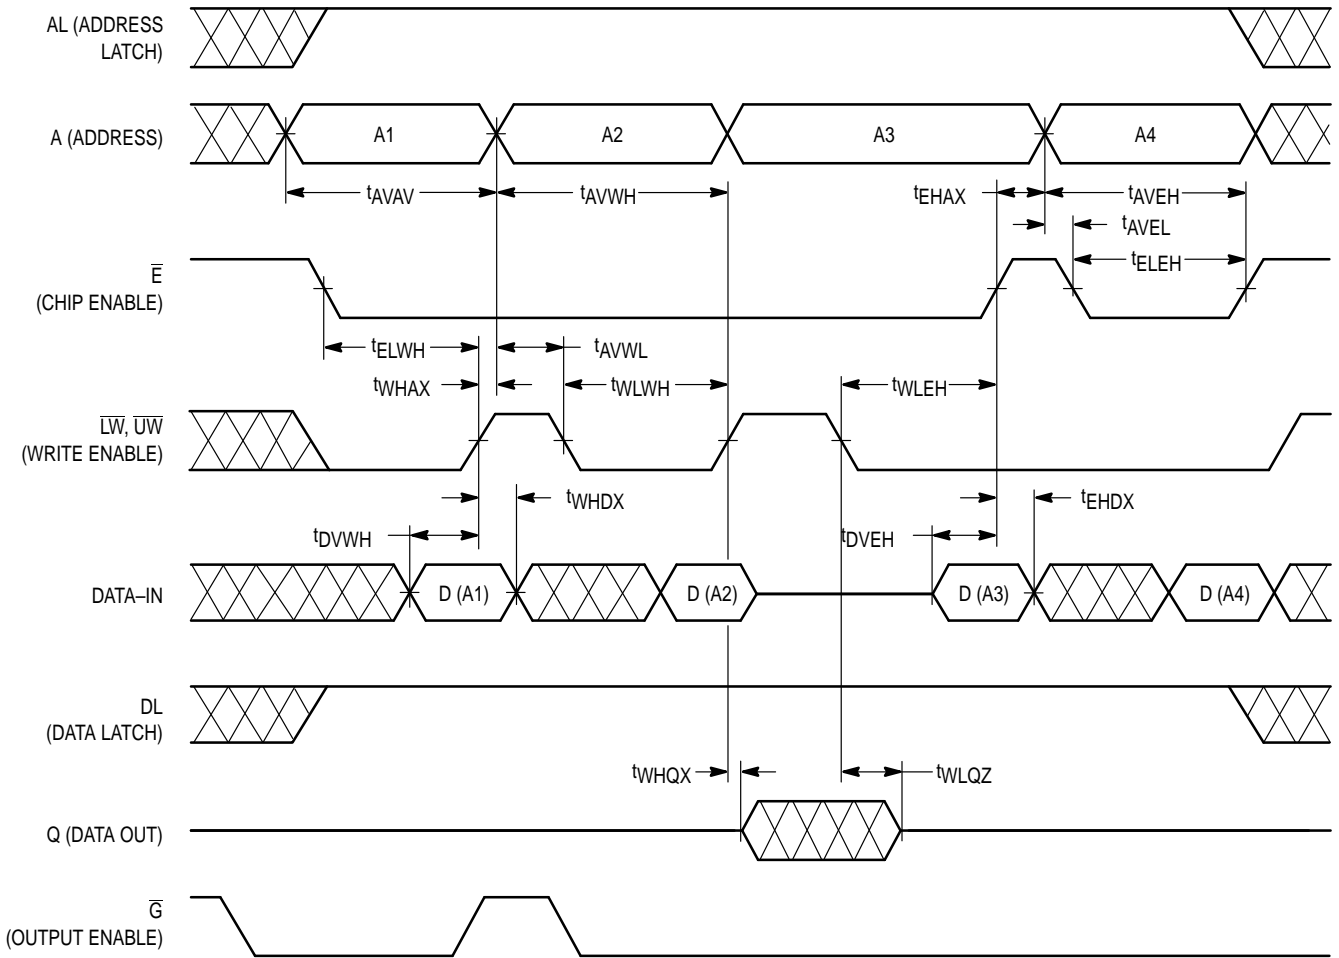 AL (ADDRESS
LATCH)
A (ADDRESS)
A1
A2
A3
A4
tAVAV
tAVWH
tEHAX
tAVEH
tAVEL
E̅
(CHIP ENABLE)
tELEH
tELWH
tAVWL
tWHAX
tWLWH
tWLEH
L̅W̅, U̅W̅
(WRITE ENABLE)
tWHDX
tEHDX
tDVWH
tDVEH
DATA–IN
D (A1)
D (A2)
D (A3)
D (A4)
DL
(DATA LATCH)
tWHQX
tWLQZ
Q (DATA OUT)
G̅
(OUTPUT ENABLE)